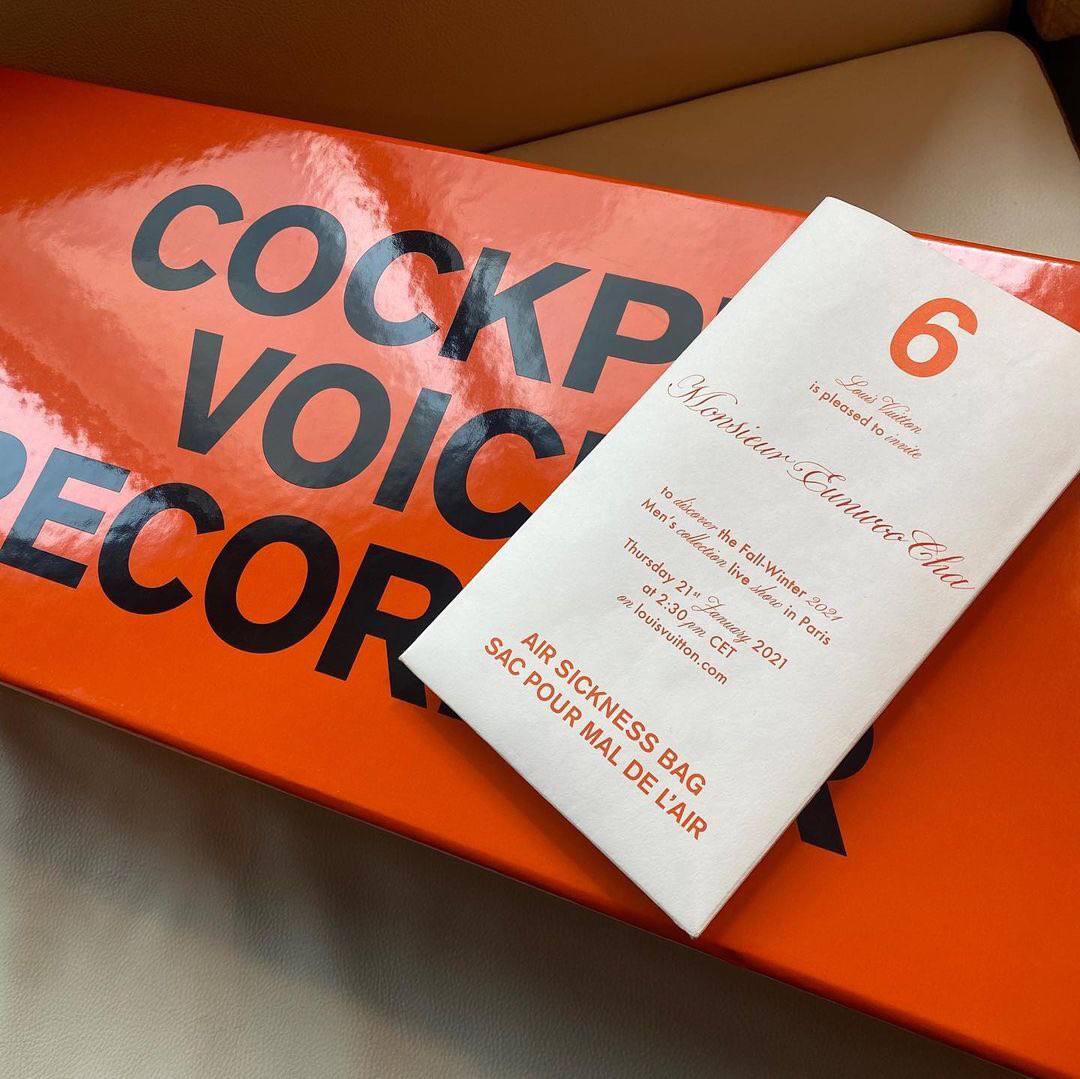 COCKPI
VOIC
RECOR
R
6
Louis Vuitton
is pleased to invite
Monsieur Eunwoo Cha
to discover the Fall-Winter 2021
Men's collection live show in Paris
Thursday 21st January 2021
at 2:30 pm CET
on louisvuitton.com
AIR SICKNESS BAG
SAC POUR MAL DE L'AIR